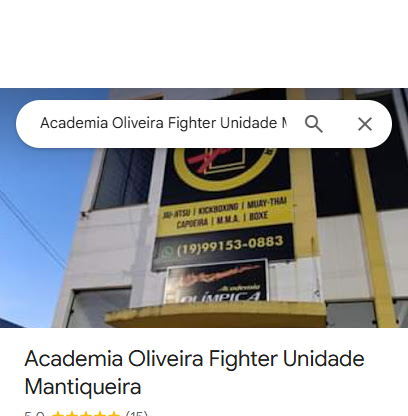 Academia Oliveira Fighter Unidade
JIU-JITSU | KICKBOXING | MUAY-THAI
CAPOEIRA | M.M.A. | BOXE
(19)99153-0883
Academia
OLÍMPICA
Academia Oliveira Fighter Unidade
Mantiqueira
5,0 (15)